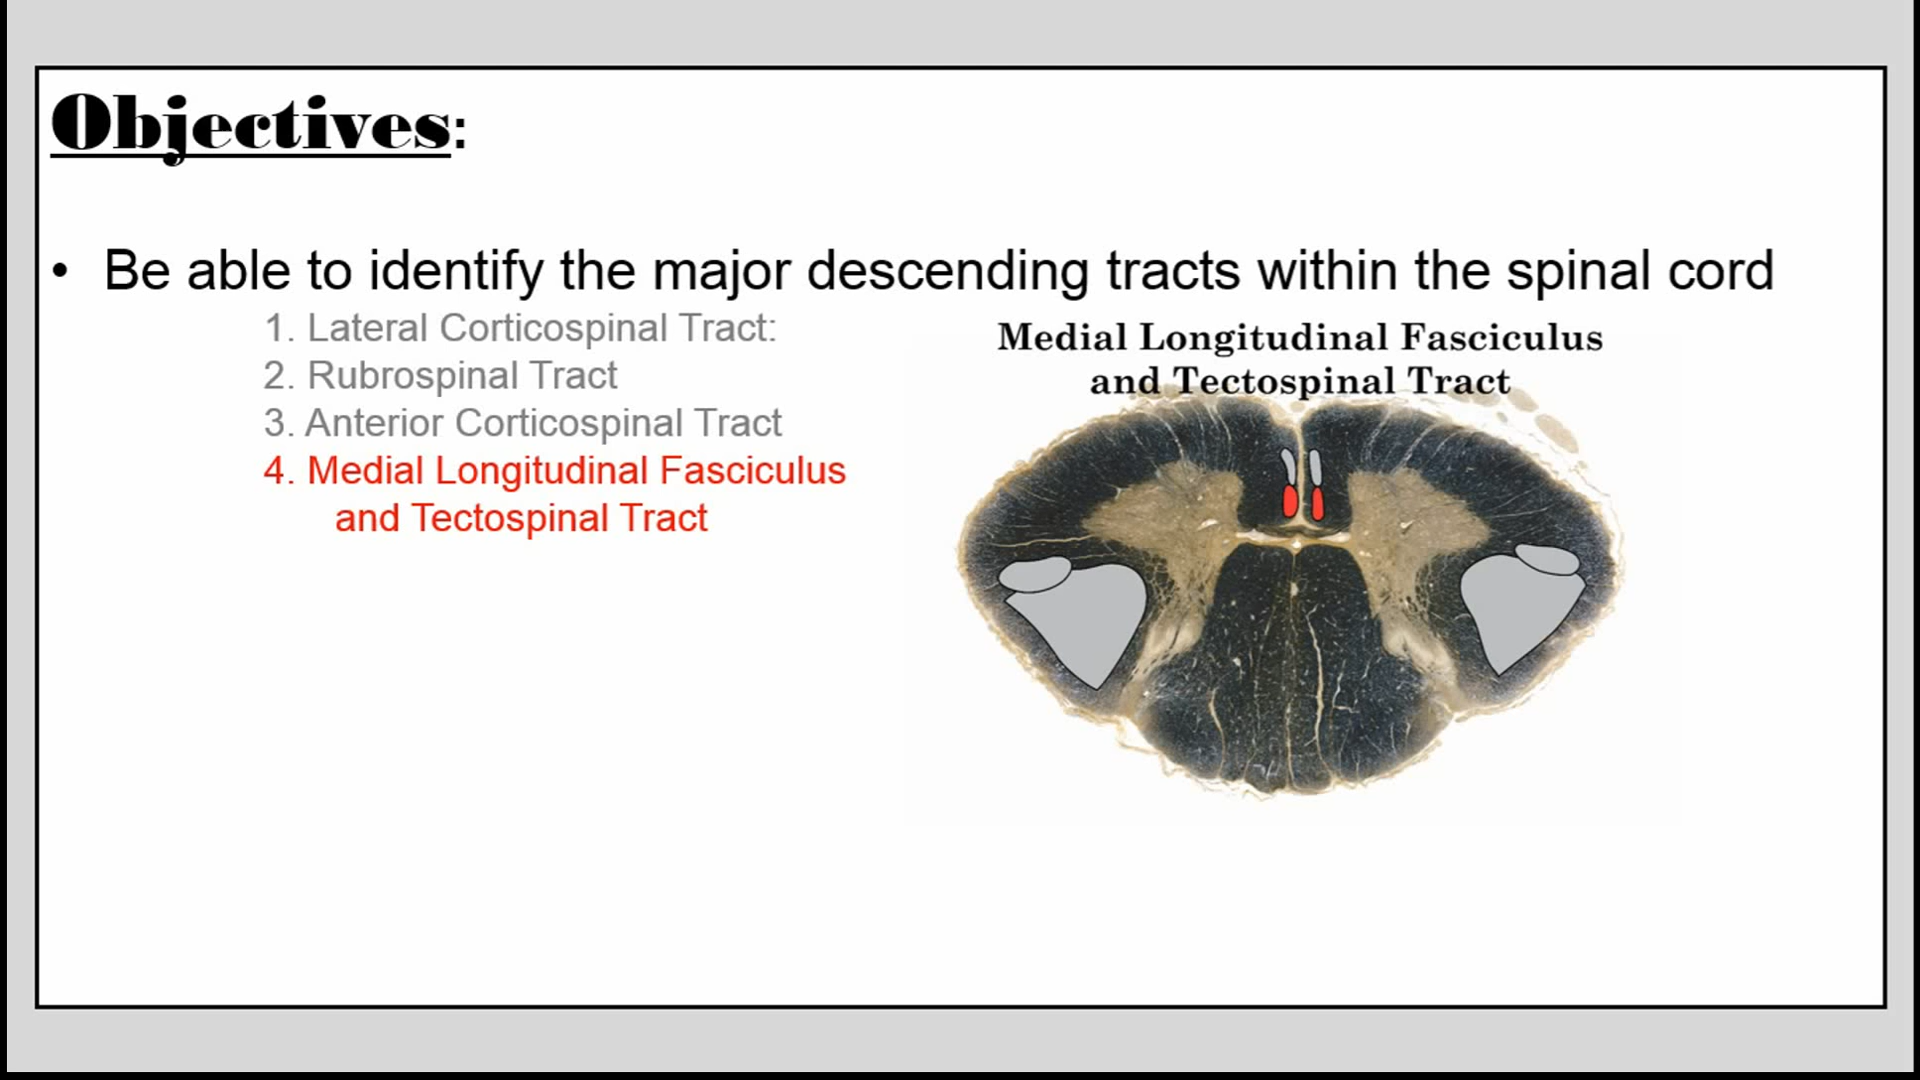 Objectives:
• Be able to identify the major descending tracts within the spinal cord
1. Lateral Corticospinal Tract:
2. Rubrospinal Tract
3. Anterior Corticospinal Tract
4. Medial Longitudinal Fasciculus
and Tectospinal Tract
Medial Longitudinal Fasciculus
and Tectospinal Tract